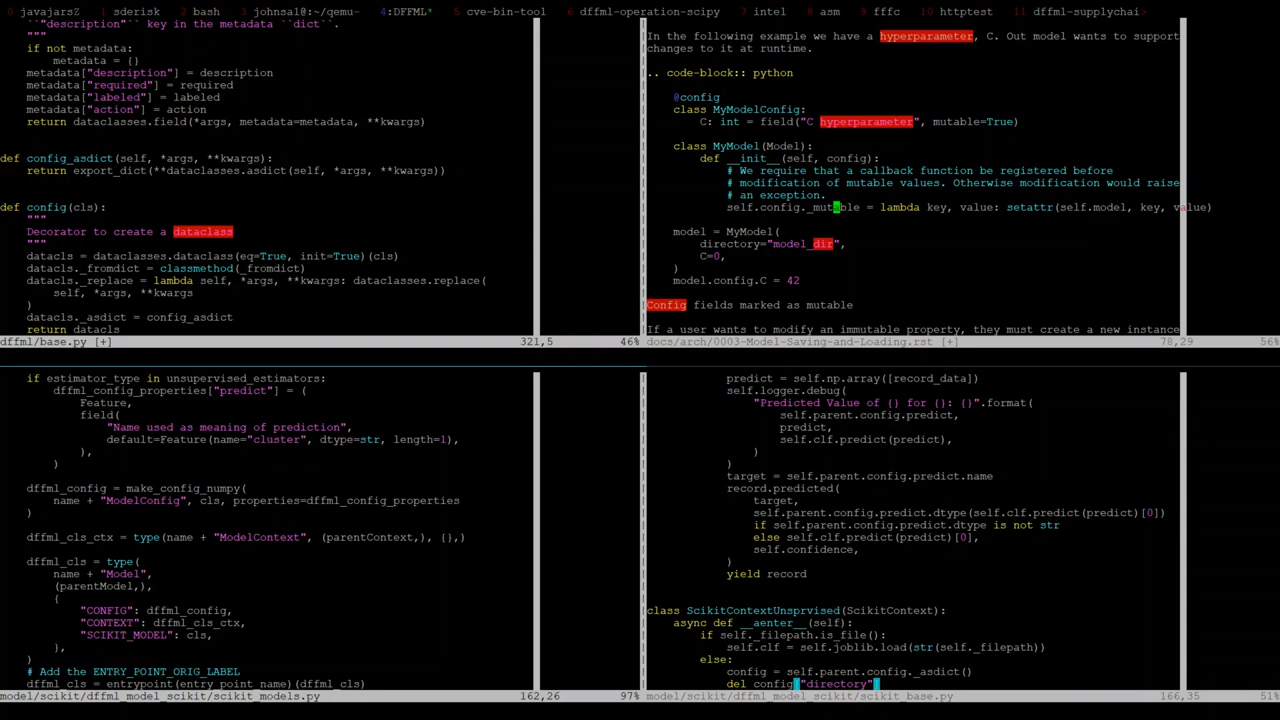 0 javajarsZ 1 sderisk 2 bash 3 johnsal@:~/qemu- 4:DFFML* 5 cve-bin-tool 6 dffml-operation-scipy 7 intel 8 asm 9 fffc 10 httptest 11 dffml-supplychai>
``"description"`` key in the metadata ``dict``.
"""
if not metadata:
metadata = {}
metadata["description"] = description
metadata["required"] = required
metadata["labeled"] = labeled
metadata["action"] = action
return dataclasses.field(*args, metadata=metadata, **kwargs)
def config_asdict(self, *args, **kwargs):
return export_dict(**dataclasses.asdict(self, *args, **kwargs))
def config(cls):
"""
Decorator to create a dataclass
"""
datacls = dataclasses.dataclass(eq=True, init=True)(cls)
datacls._fromdict = classmethod(_fromdict)
datacls._replace = lambda self, *args, **kwargs: dataclasses.replace(
self, *args, **kwargs
)
datacls._asdict = config_asdict
return datacls
dffml/base.py [+] 321,5 46%
In the following example we have a hyperparameter, C. Out model wants to support
changes to it at runtime.
.. code-block:: python
@config
class MyModelConfig:
C: int = field("C hyperparameter", mutable=True)
class MyModel(Model):
def __init__(self, config):
# We require that a callback function be registered before
# modification of mutable values. Otherwise modification would raise
# an exception.
self.config._mutable = lambda key, value: setattr(self.model, key, value)
model = MyModel(
directory="model_dir",
C=0,
)
model.config.C = 42
Config fields marked as mutable
If a user wants to modify an immutable property, they must create a new instance
docs/arch/0003-Model-Saving-and-Loading.rst [+] 78,29 56%
if estimator_type in unsupervised_estimators:
dffml_config_properties["predict"] = (
Feature,
field(
"Name used as meaning of prediction",
default=Feature(name="cluster", dtype=str, length=1),
),
)
dffml_config = make_config_numpy(
name + "ModelConfig", cls, properties=dffml_config_properties
)
dffml_cls_ctx = type(name + "ModelContext", (parentContext,), {},)
dffml_cls = type(
name + "Model",
(parentModel,),
{
"CONFIG": dffml_config,
"CONTEXT": dffml_cls_ctx,
"SCIKIT_MODEL": cls,
},
)
# Add the ENTRY_POINT_ORIG_LABEL
dffml_cls = entrypoint(entry_point_name)(dffml_cls)
model/scikit/dffml_model_scikit/scikit_models.py 162,26 97%
predict = self.np.array([record_data])
self.logger.debug(
"Predicted Value of {} for {}: {}".format(
self.parent.config.predict,
predict,
self.clf.predict(predict),
)
)
target = self.parent.config.predict.name
record.predicted(
target,
self.parent.config.predict.dtype(self.clf.predict(predict)[0])
if self.parent.config.predict.dtype is not str
else self.clf.predict(predict)[0],
self.confidence,
)
yield record
class ScikitContextUnsprvised(ScikitContext):
async def __aenter__(self):
if self._filepath.is_file():
self.clf = self.joblib.load(str(self._filepath))
else:
config = self.parent.config._asdict()
del config["directory"]
model/scikit/dffml_model_scikit/scikit_base.py 166,35 51%